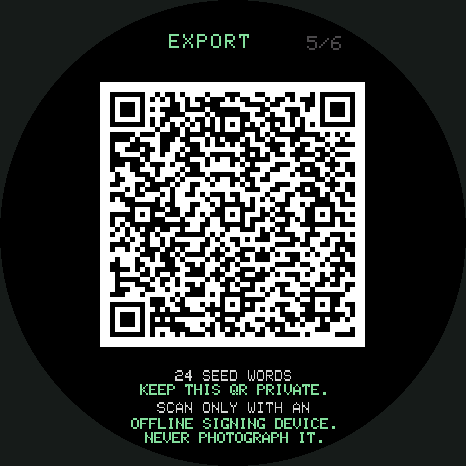 EXPORT 5/6
24 SEED WORDS
KEEP THIS QR PRIVATE.
SCAN ONLY WITH AN
OFFLINE SIGNING DEVICE.
NEVER PHOTOGRAPH IT.